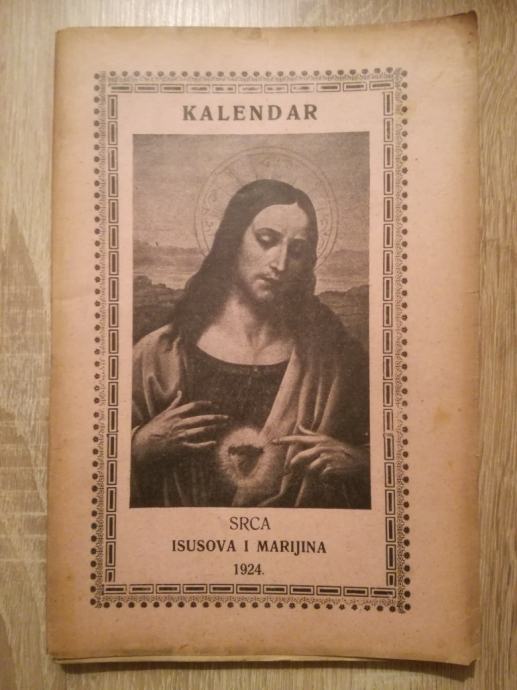 KALENDAR
SRCA
ISUSOVA I MARIJINA
1924.